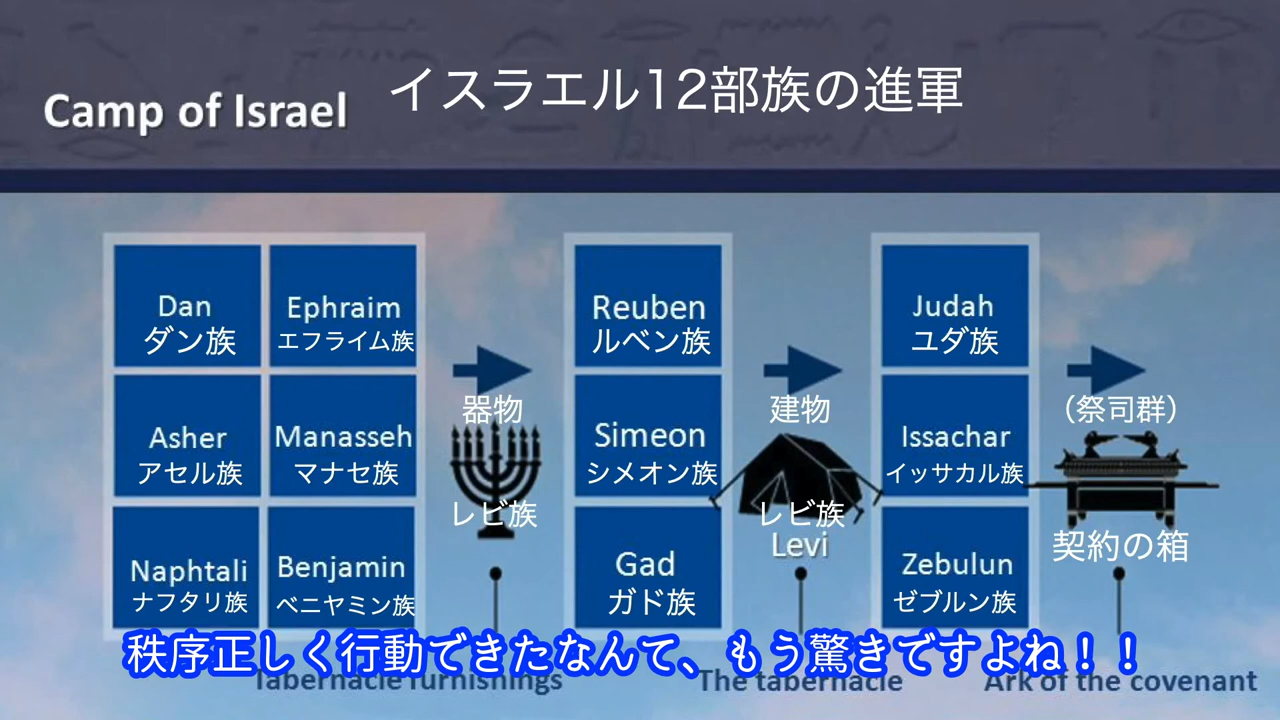 イスラエル12部族の進軍
Camp of Israel
Dan
ダン族
Ephraim
エフライム族
Asher
アセル族
Manasseh
マナセ族
Naphtali
ナフタリ族
Benjamin
ベニヤミン族
器物
レビ族
Reuben
ルベン族
Simeon
シメオン族
Gad
ガド族
建物
レビ族
Levi
Judah
ユダ族
Issachar
イッサカル族
Zebulun
ゼブルン族
（祭司群）
契約の箱
秩序正しく行動できたなんて、もう驚きですよね！！
Tabernacle furnishings
The tabernacle
Ark of the covenant